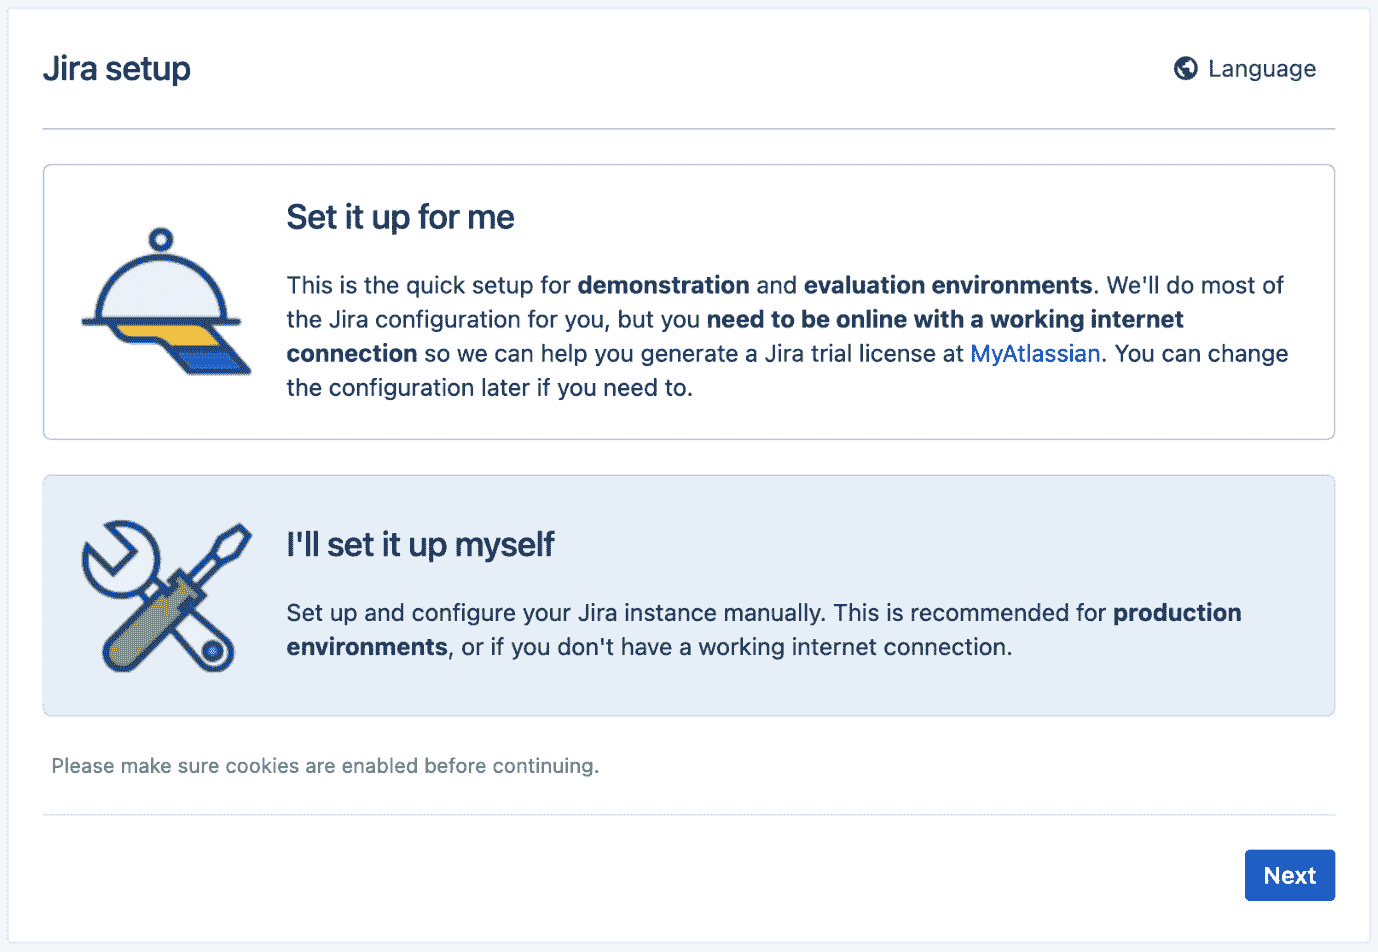 Jira setup
Language
Set it up for me
This is the quick setup for demonstration and evaluation environments. We'll do most of
the Jira configuration for you, but you need to be online with a working internet
connection so we can help you generate a Jira trial license at MyAtlassian. You can change
the configuration later if you need to.
I'll set it up myself
Set up and configure your Jira instance manually. This is recommended for production
environments, or if you don't have a working internet connection.
Please make sure cookies are enabled before continuing.
Next